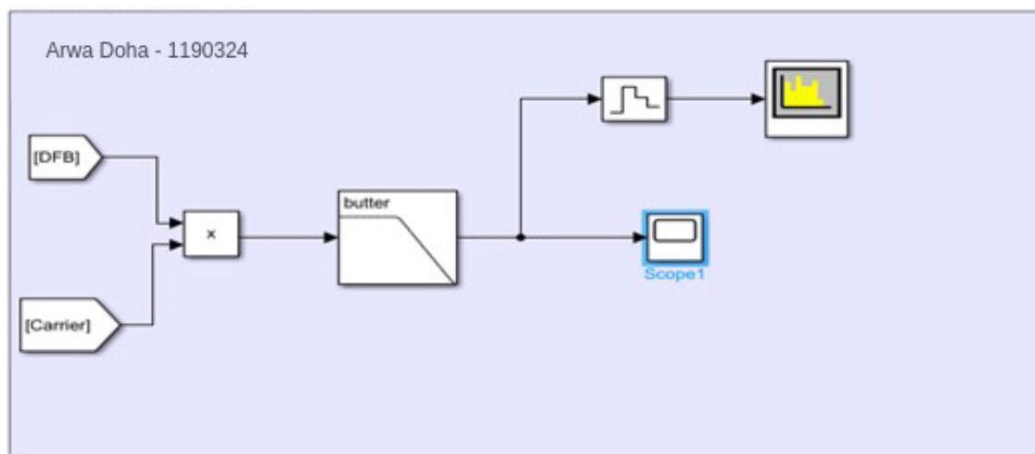 Arwa Doha - 1190324
[DFB]
butter
×
[Carrier]
Scope1